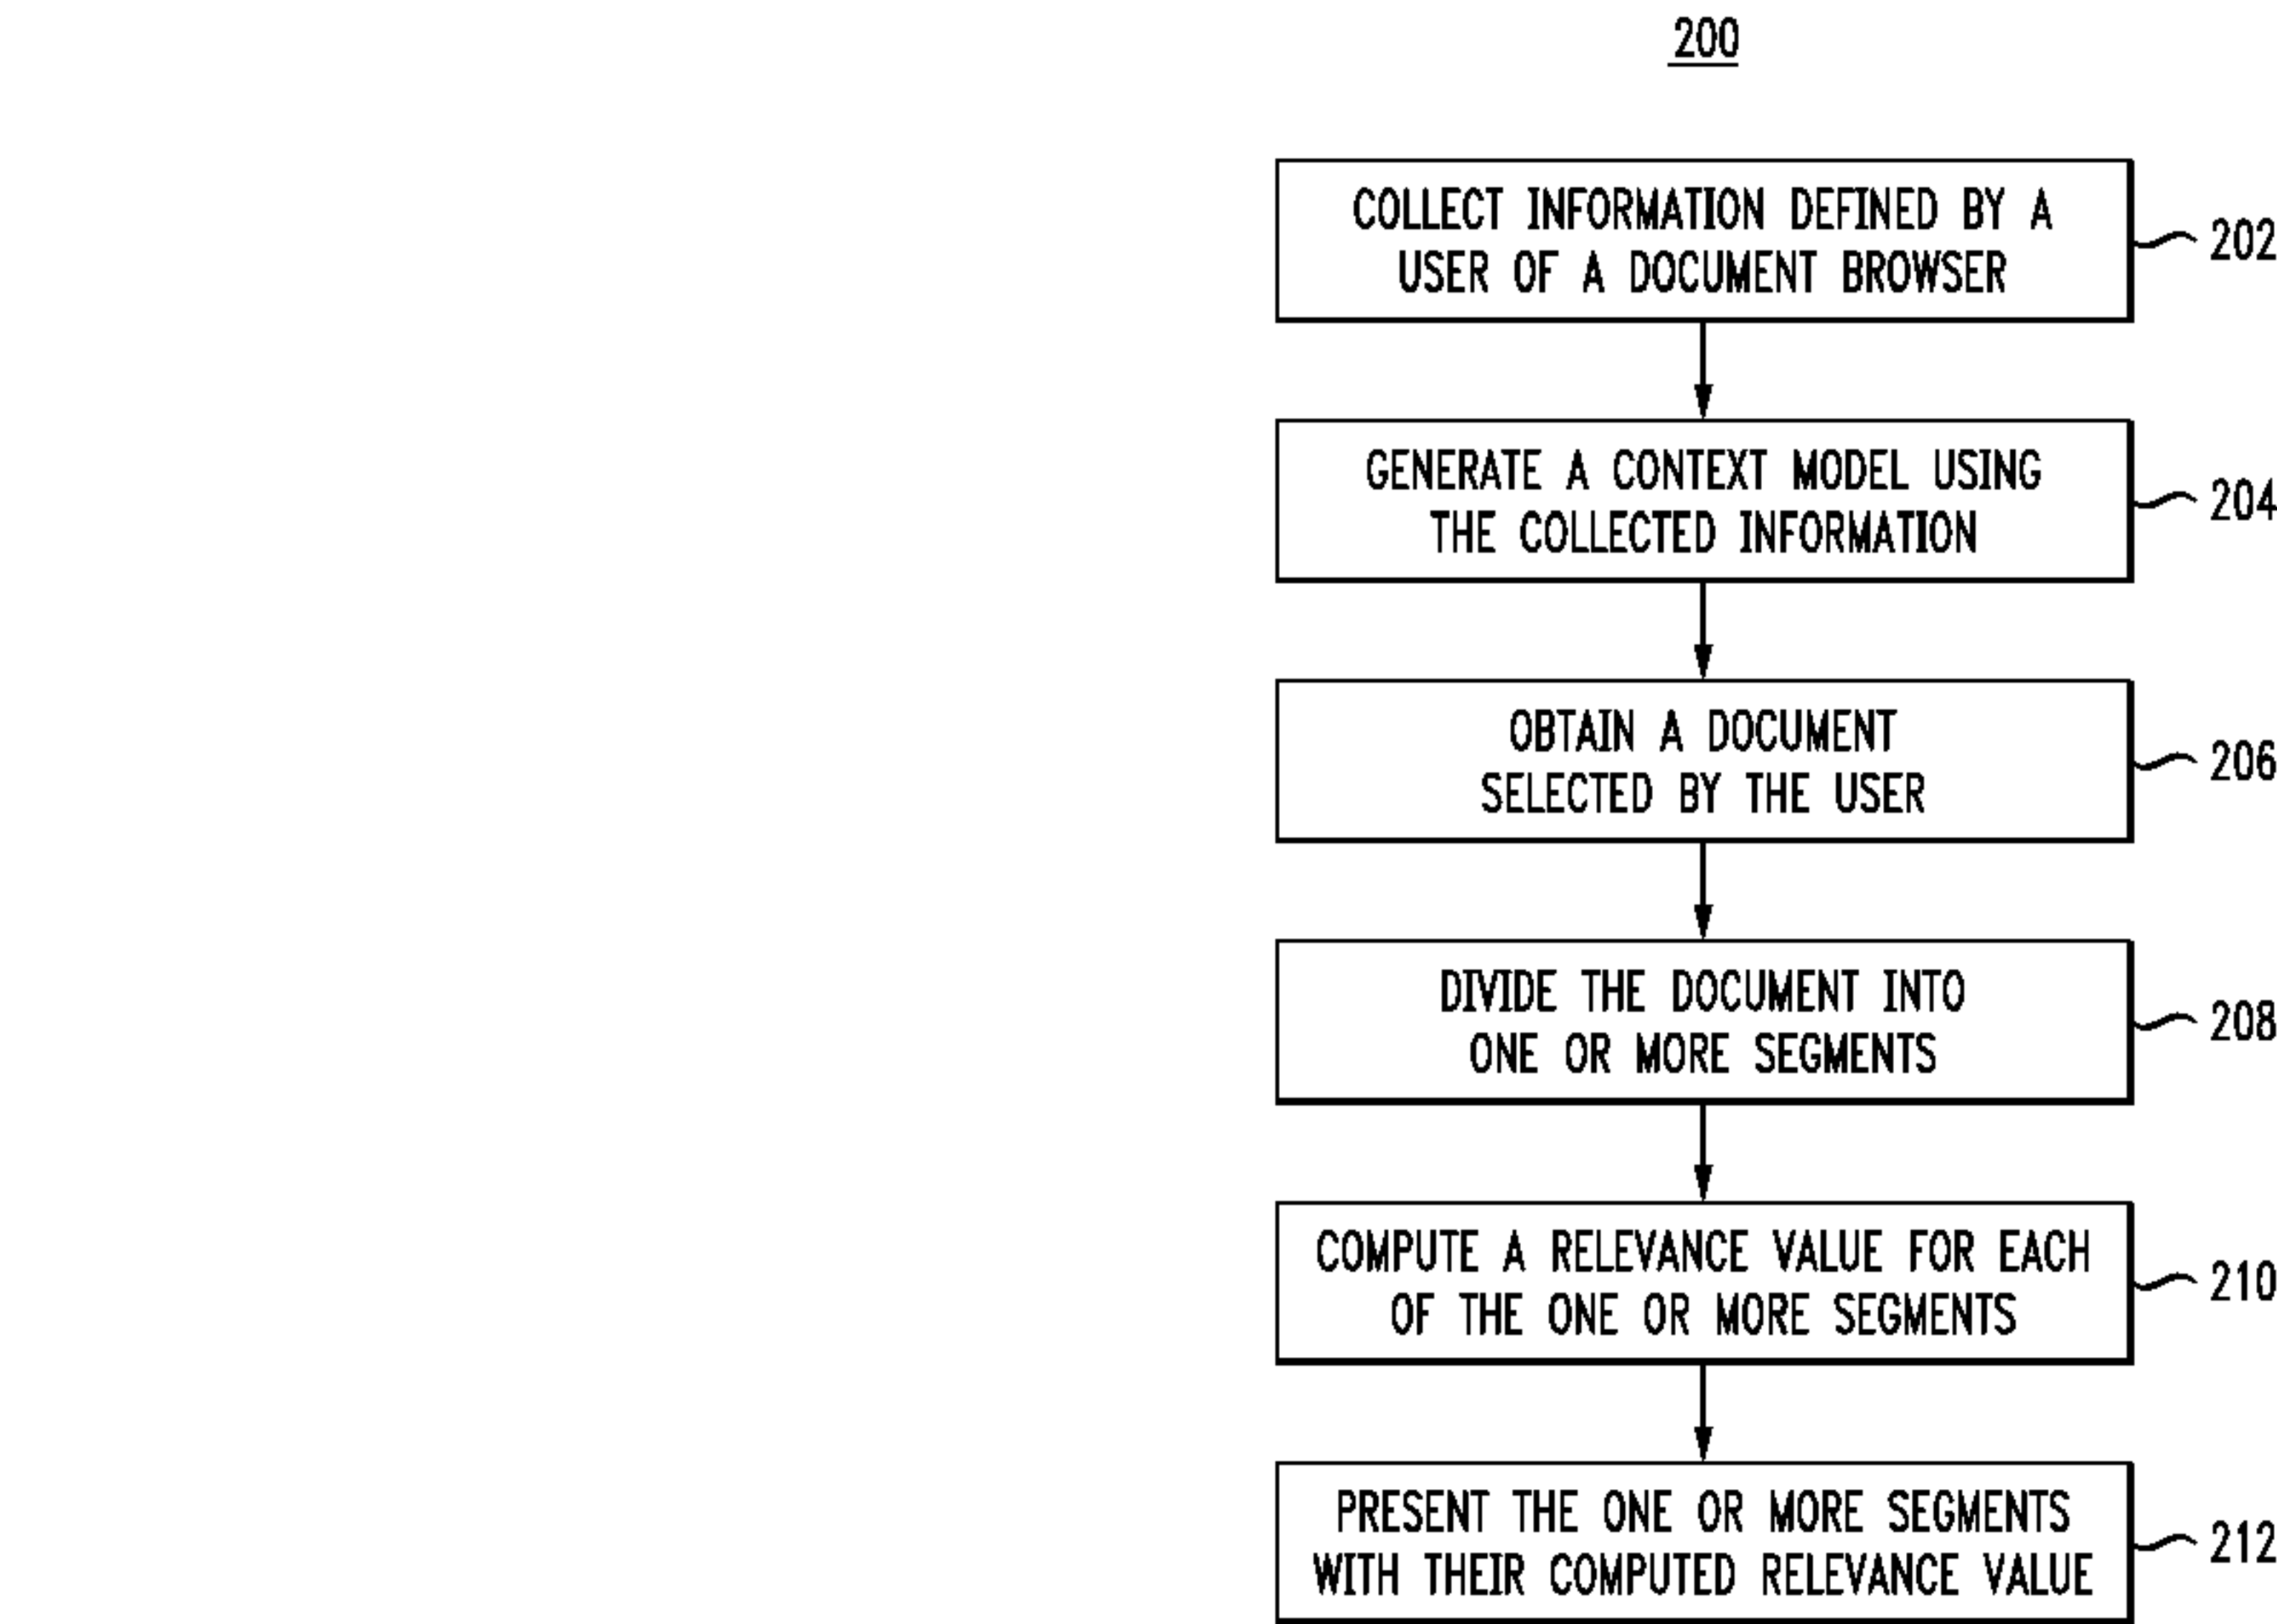 200
COLLECT INFORMATION DEFINED BY A
USER OF A DOCUMENT BROWSER
202
GENERATE A CONTEXT MODEL USING
THE COLLECTED INFORMATION
204
OBTAIN A DOCUMENT
SELECTED BY THE USER
206
DIVIDE THE DOCUMENT INTO
ONE OR MORE SEGMENTS
208
COMPUTE A RELEVANCE VALUE FOR EACH
OF THE ONE OR MORE SEGMENTS
210
PRESENT THE ONE OR MORE SEGMENTS
WITH THEIR COMPUTED RELEVANCE VALUE
212